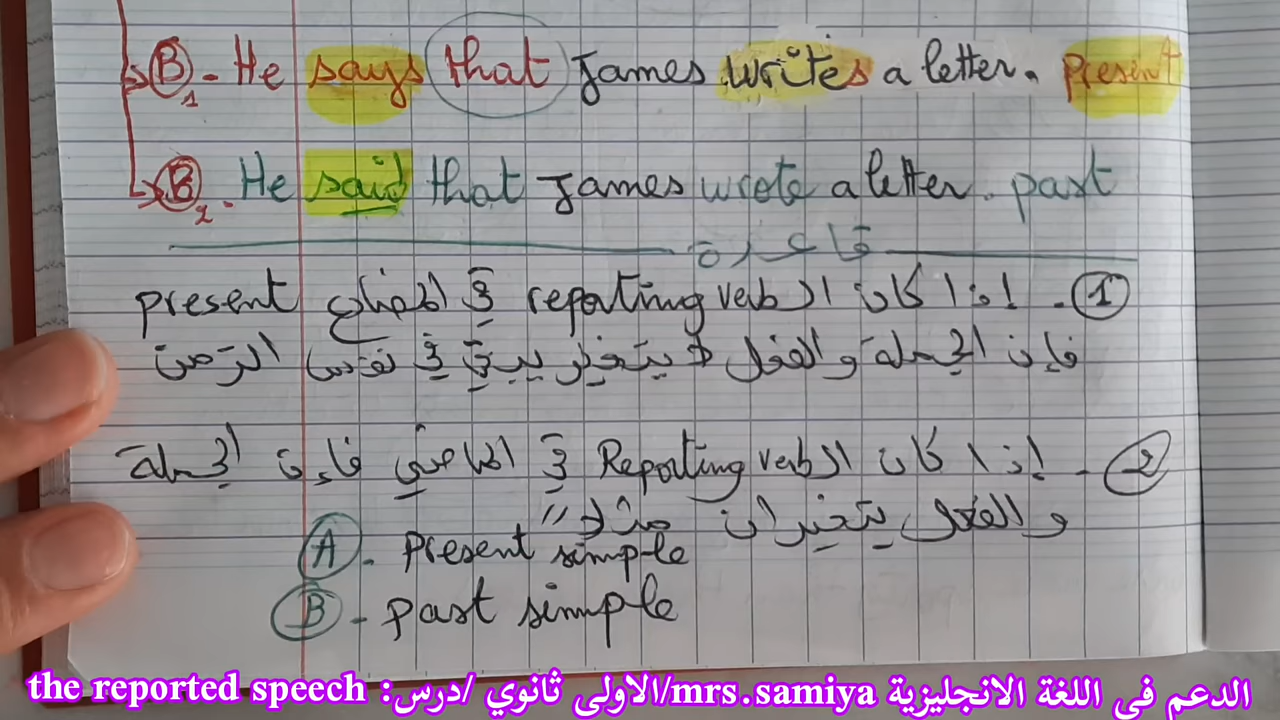 B1. He says that James writes a letter. present
B2. He said that James wrote a letter. past
قاعدة
1 - إذا كان الـ reporting verb في المضارع present
فإن الجملة والفعل لا يتغير يبقى في نفس الزمن
2 - إذا كان الـ Reporting verb في الماضي فإن الجملة
والفعل يتغيران مثلا"
A - present simple
B - past simple
الدعم في اللغة الانجليزية mrs.samiya/الاولى ثانوي /درس: the reported speech